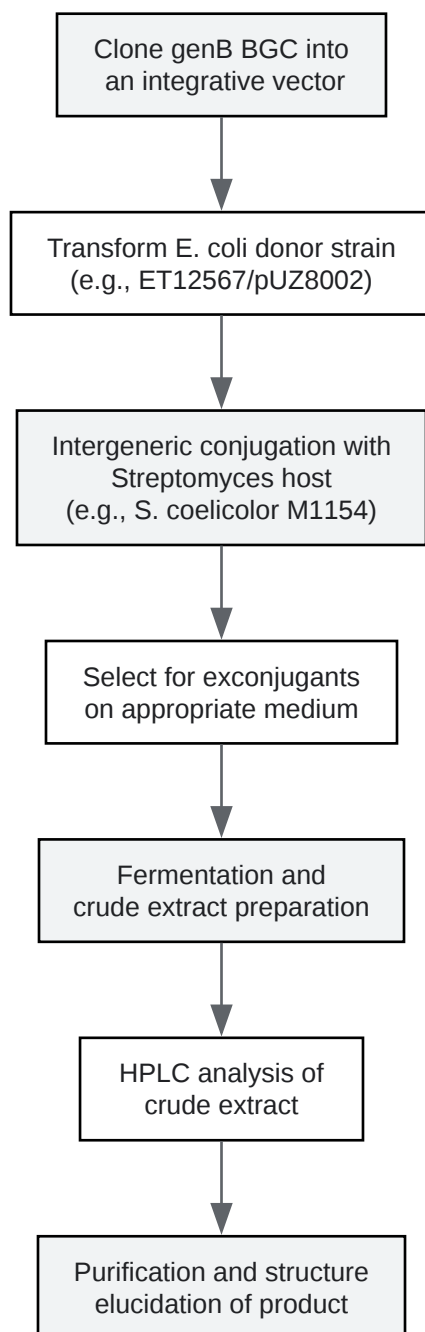 Clone genB BGC into
an integrative vector
Transform E. coli donor strain
(e.g., ET12567/pUZ8002)
Intergeneric conjugation with
Streptomyces host
(e.g., S. coelicolor M1154)
Select for exconjugants
on appropriate medium
Fermentation and
crude extract preparation
HPLC analysis of
crude extract
Purification and structure
elucidation of product